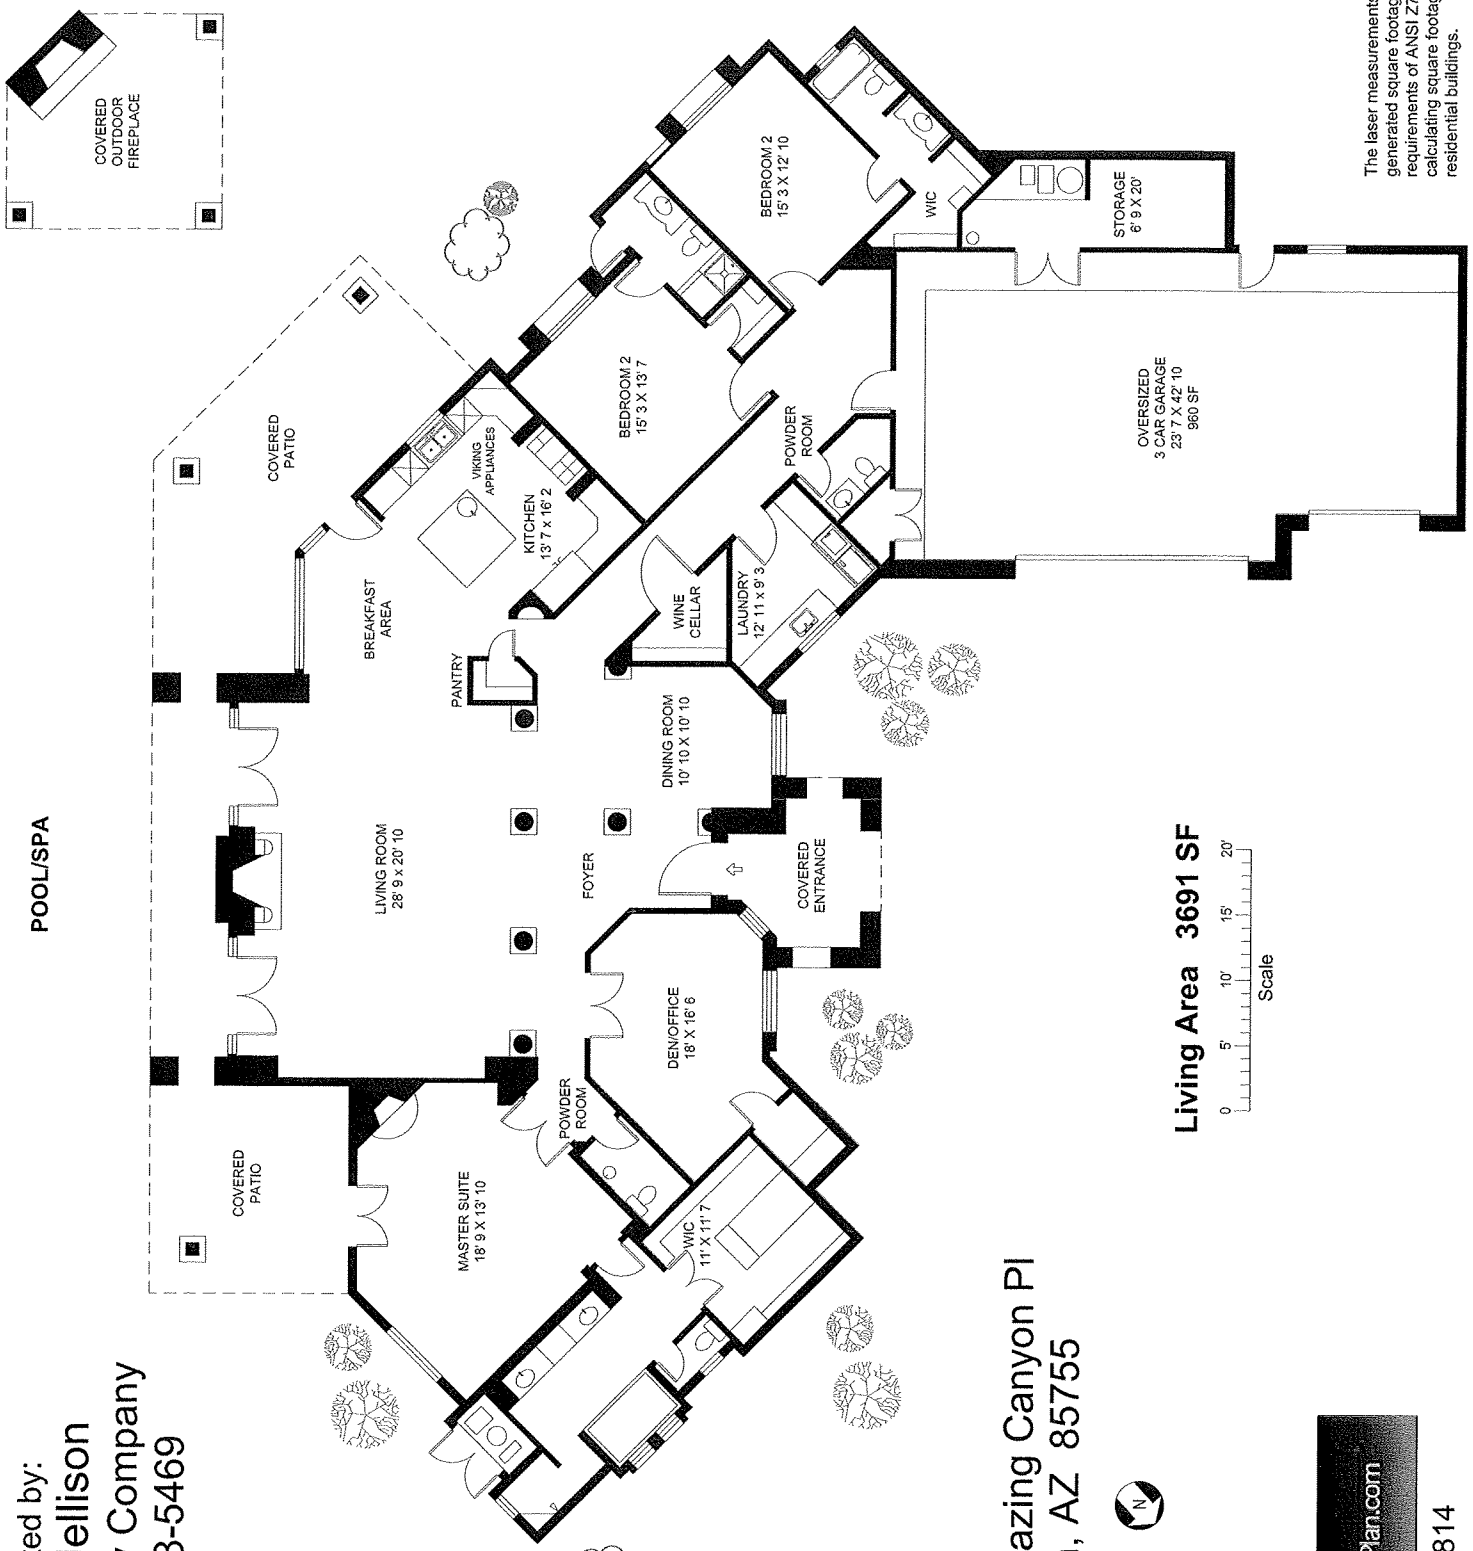 POOL/SPA
COVERED
OUTDOOR
FIREPLACE
COVERED
PATIO
COVERED
PATIO
BREAKFAST
AREA
VIKING
APPLIANCES
KITCHEN
13' 7 x 16' 2
PANTRY
LIVING ROOM
28' 9 x 20' 10
MASTER SUITE
18' 9 X 13' 10
BEDROOM 2
15' 3 X 13' 7
BEDROOM 2
15' 3 X 12' 10
WIC
STORAGE
6' 9 X 20'
POWDER
ROOM
OVERSIZED
3 CAR GARAGE
23' 7 X 42' 10
960 SF
WINE
CELLAR
LAUNDRY
12' 11 x 9' 3
DINING ROOM
10' 10 X 10' 10
FOYER
COVERED
ENTRANCE
DEN/OFFICE
18' X 16' 6
POWDER
ROOM
WIC
11' X 11' 7
Living Area 3691 SF
0 5' 10' 15' 20'
Scale
The laser measurements
generated square footag
requirements of ANSI Z7
calculating square footag
residential buildings.
ted by:
ellison
Company
3-5469
azing Canyon Pl
, AZ 85755
N
Plan.com
814